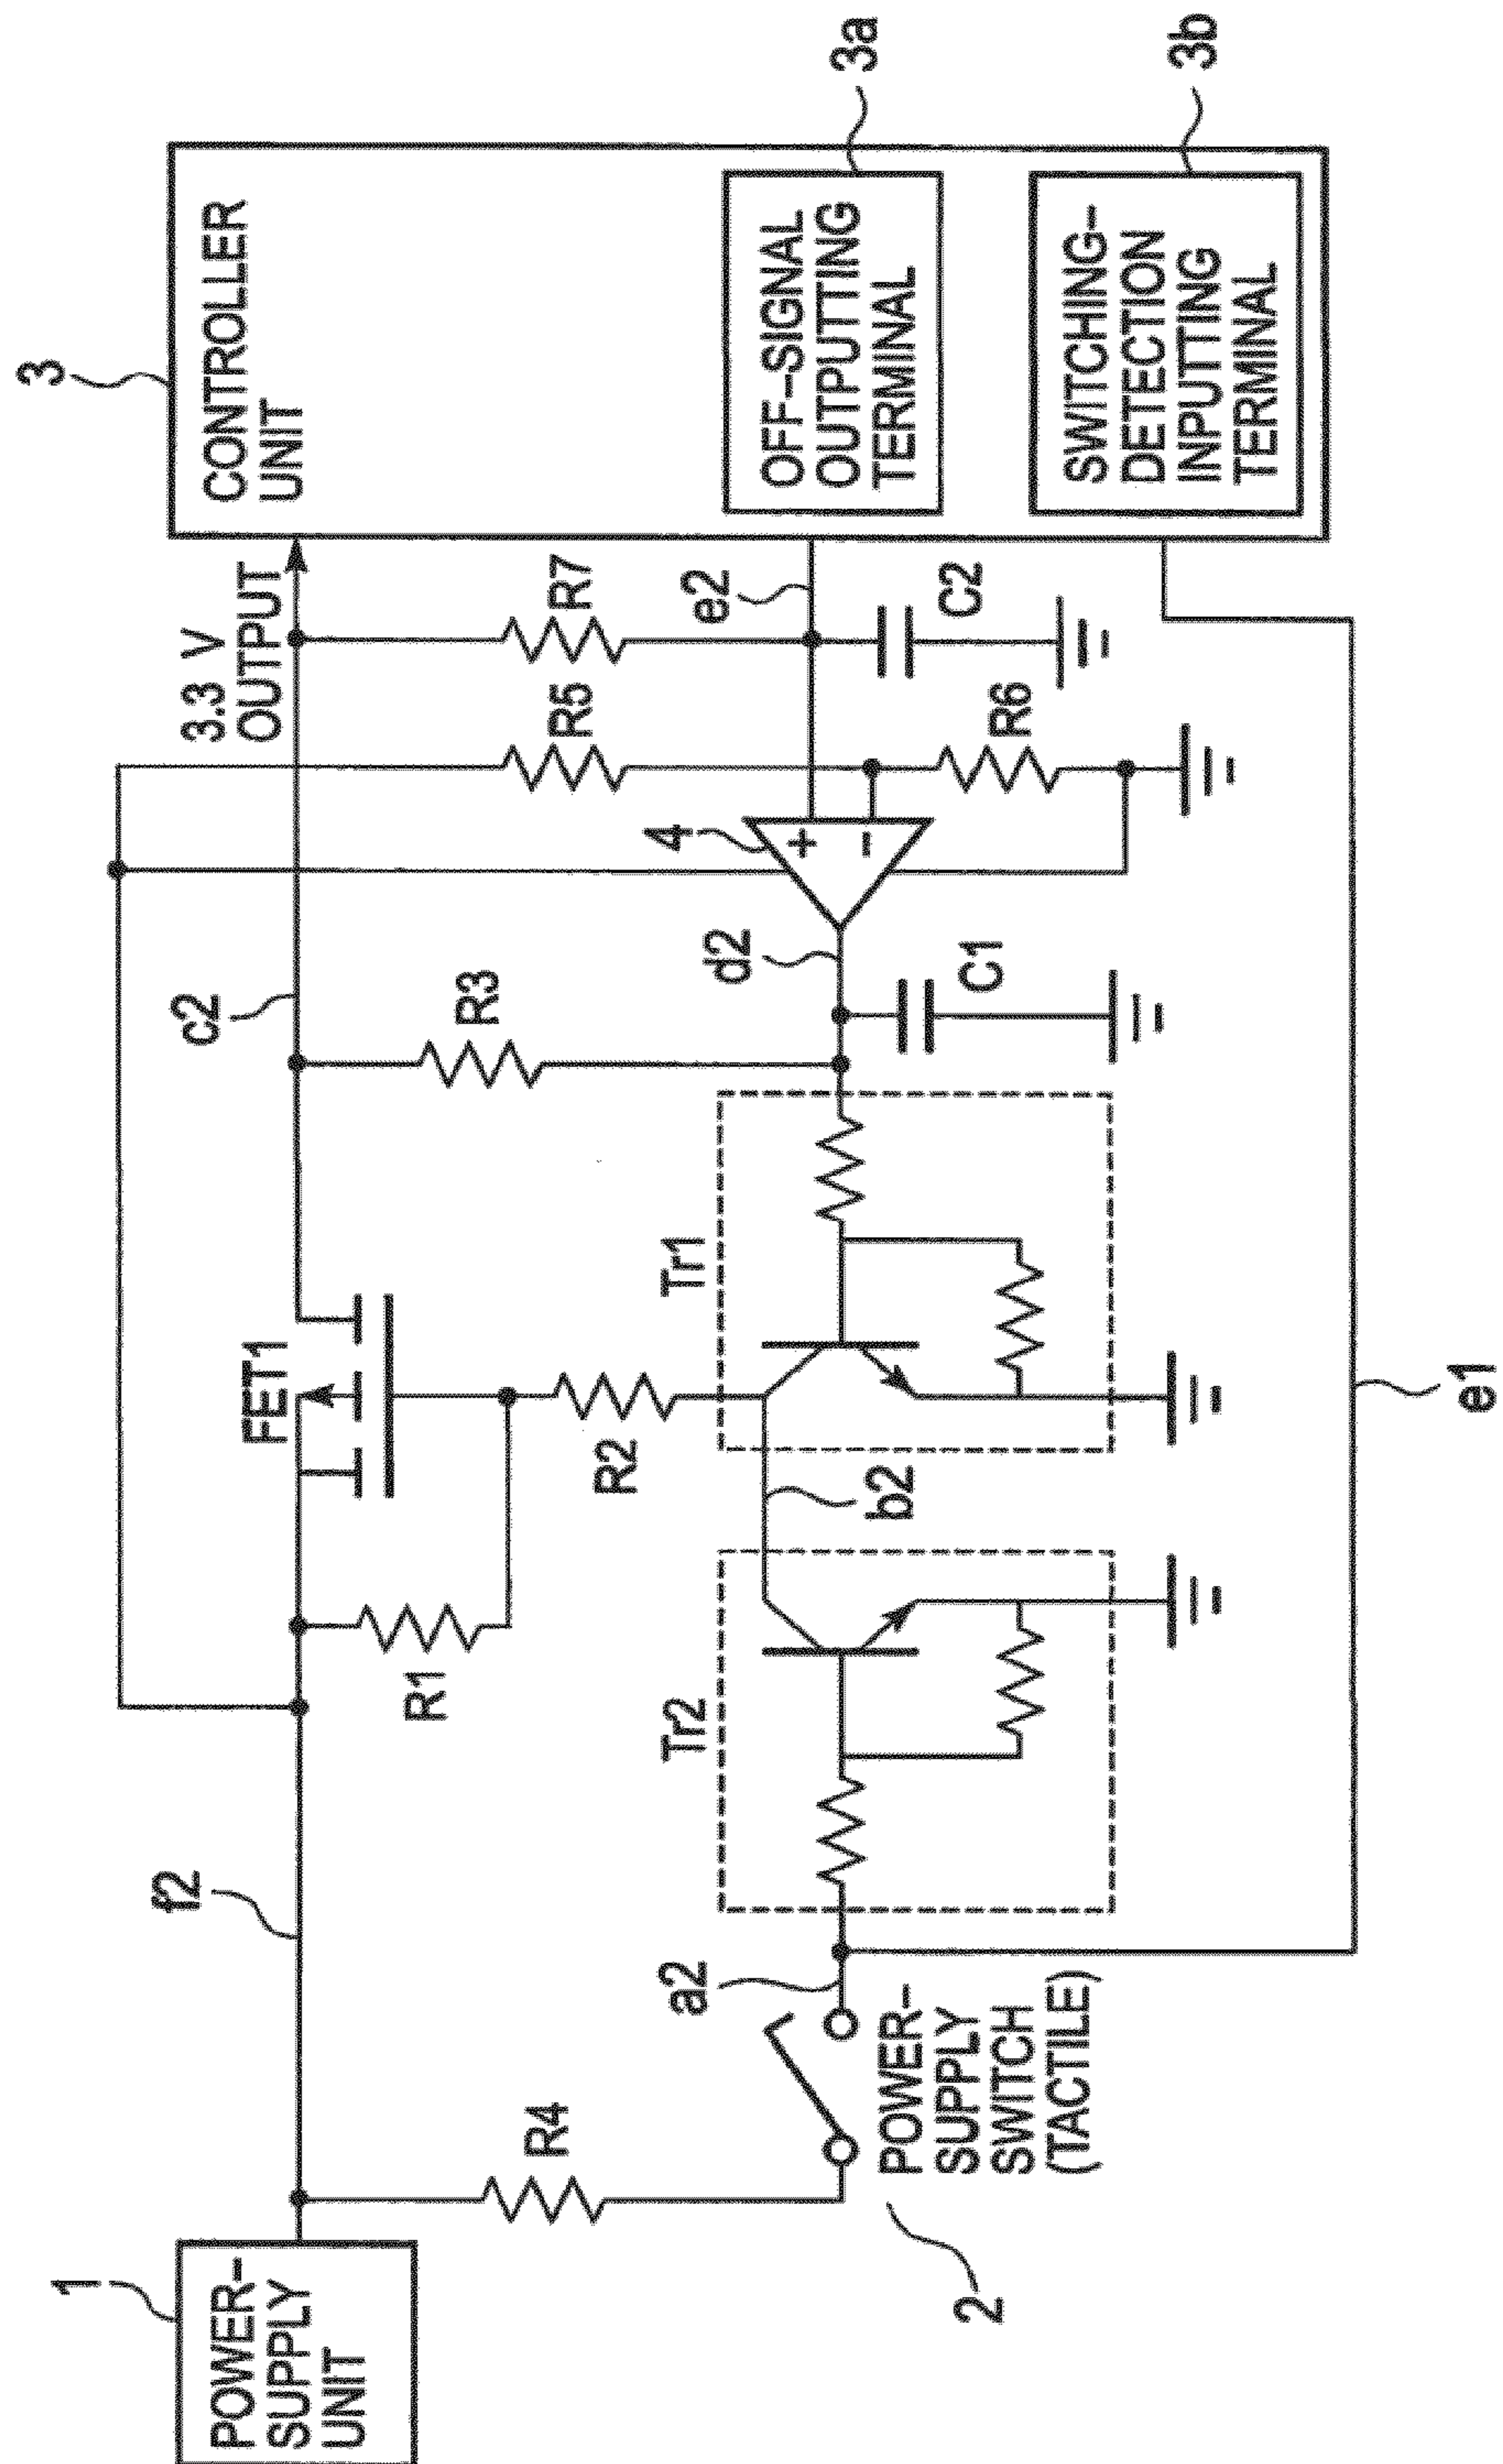 1
POWER–
SUPPLY
UNIT
f2
R4
a2
2
POWER–
SUPPLY
SWITCH
(TACTILE)
R1
FET1
R2
Tr2
b2
Tr1
c2
R3
d2
C1
4
+
-
3.3 V
OUTPUT
R5
R7
e2
R6
C2
e1
3
CONTROLLER
UNIT
OFF–SIGNAL
OUTPUTTING
TERMINAL
3a
SWITCHING–
DETECTION
INPUTTING
TERMINAL
3b